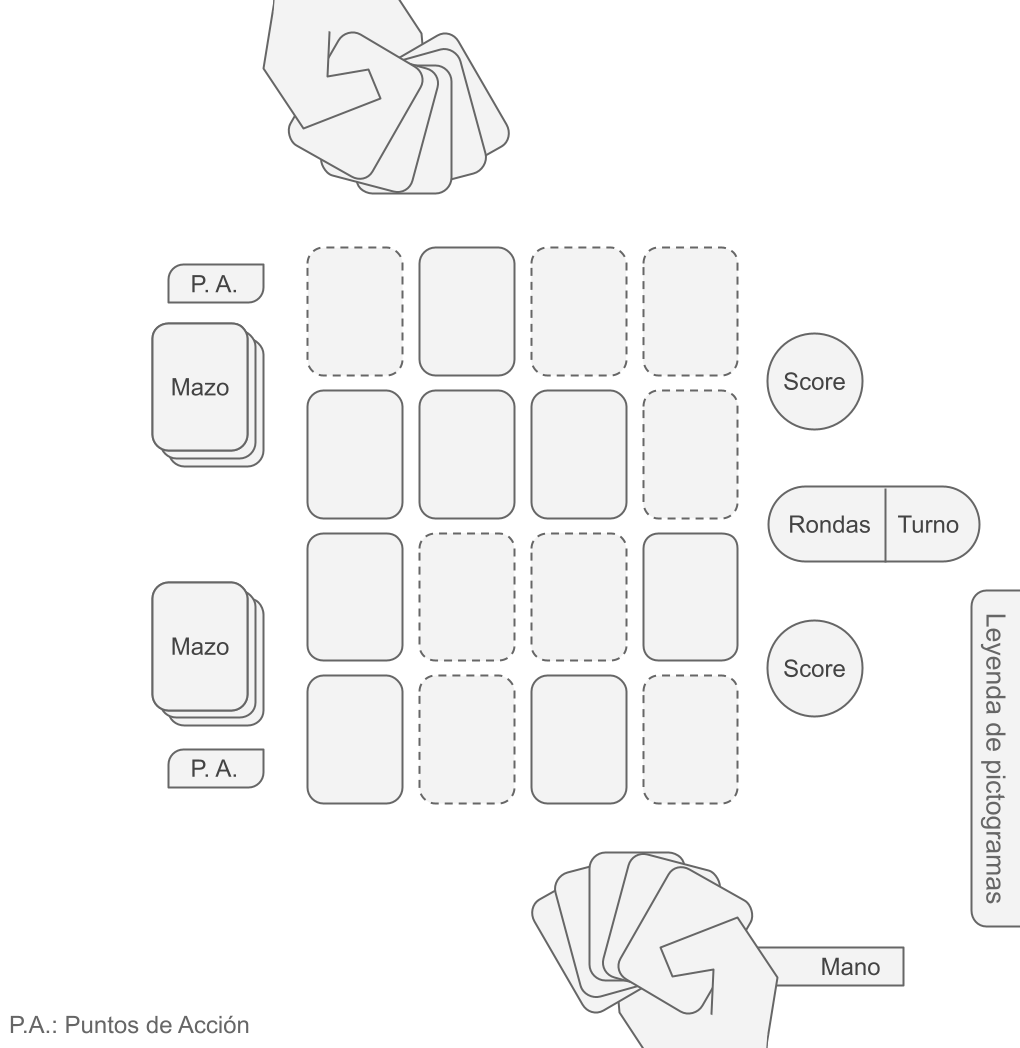 P. A.
Mazo
Score
Rondas
Turno
Mazo
Score
P. A.
Leyenda de pictogramas
Mano
P.A.: Puntos de Acción